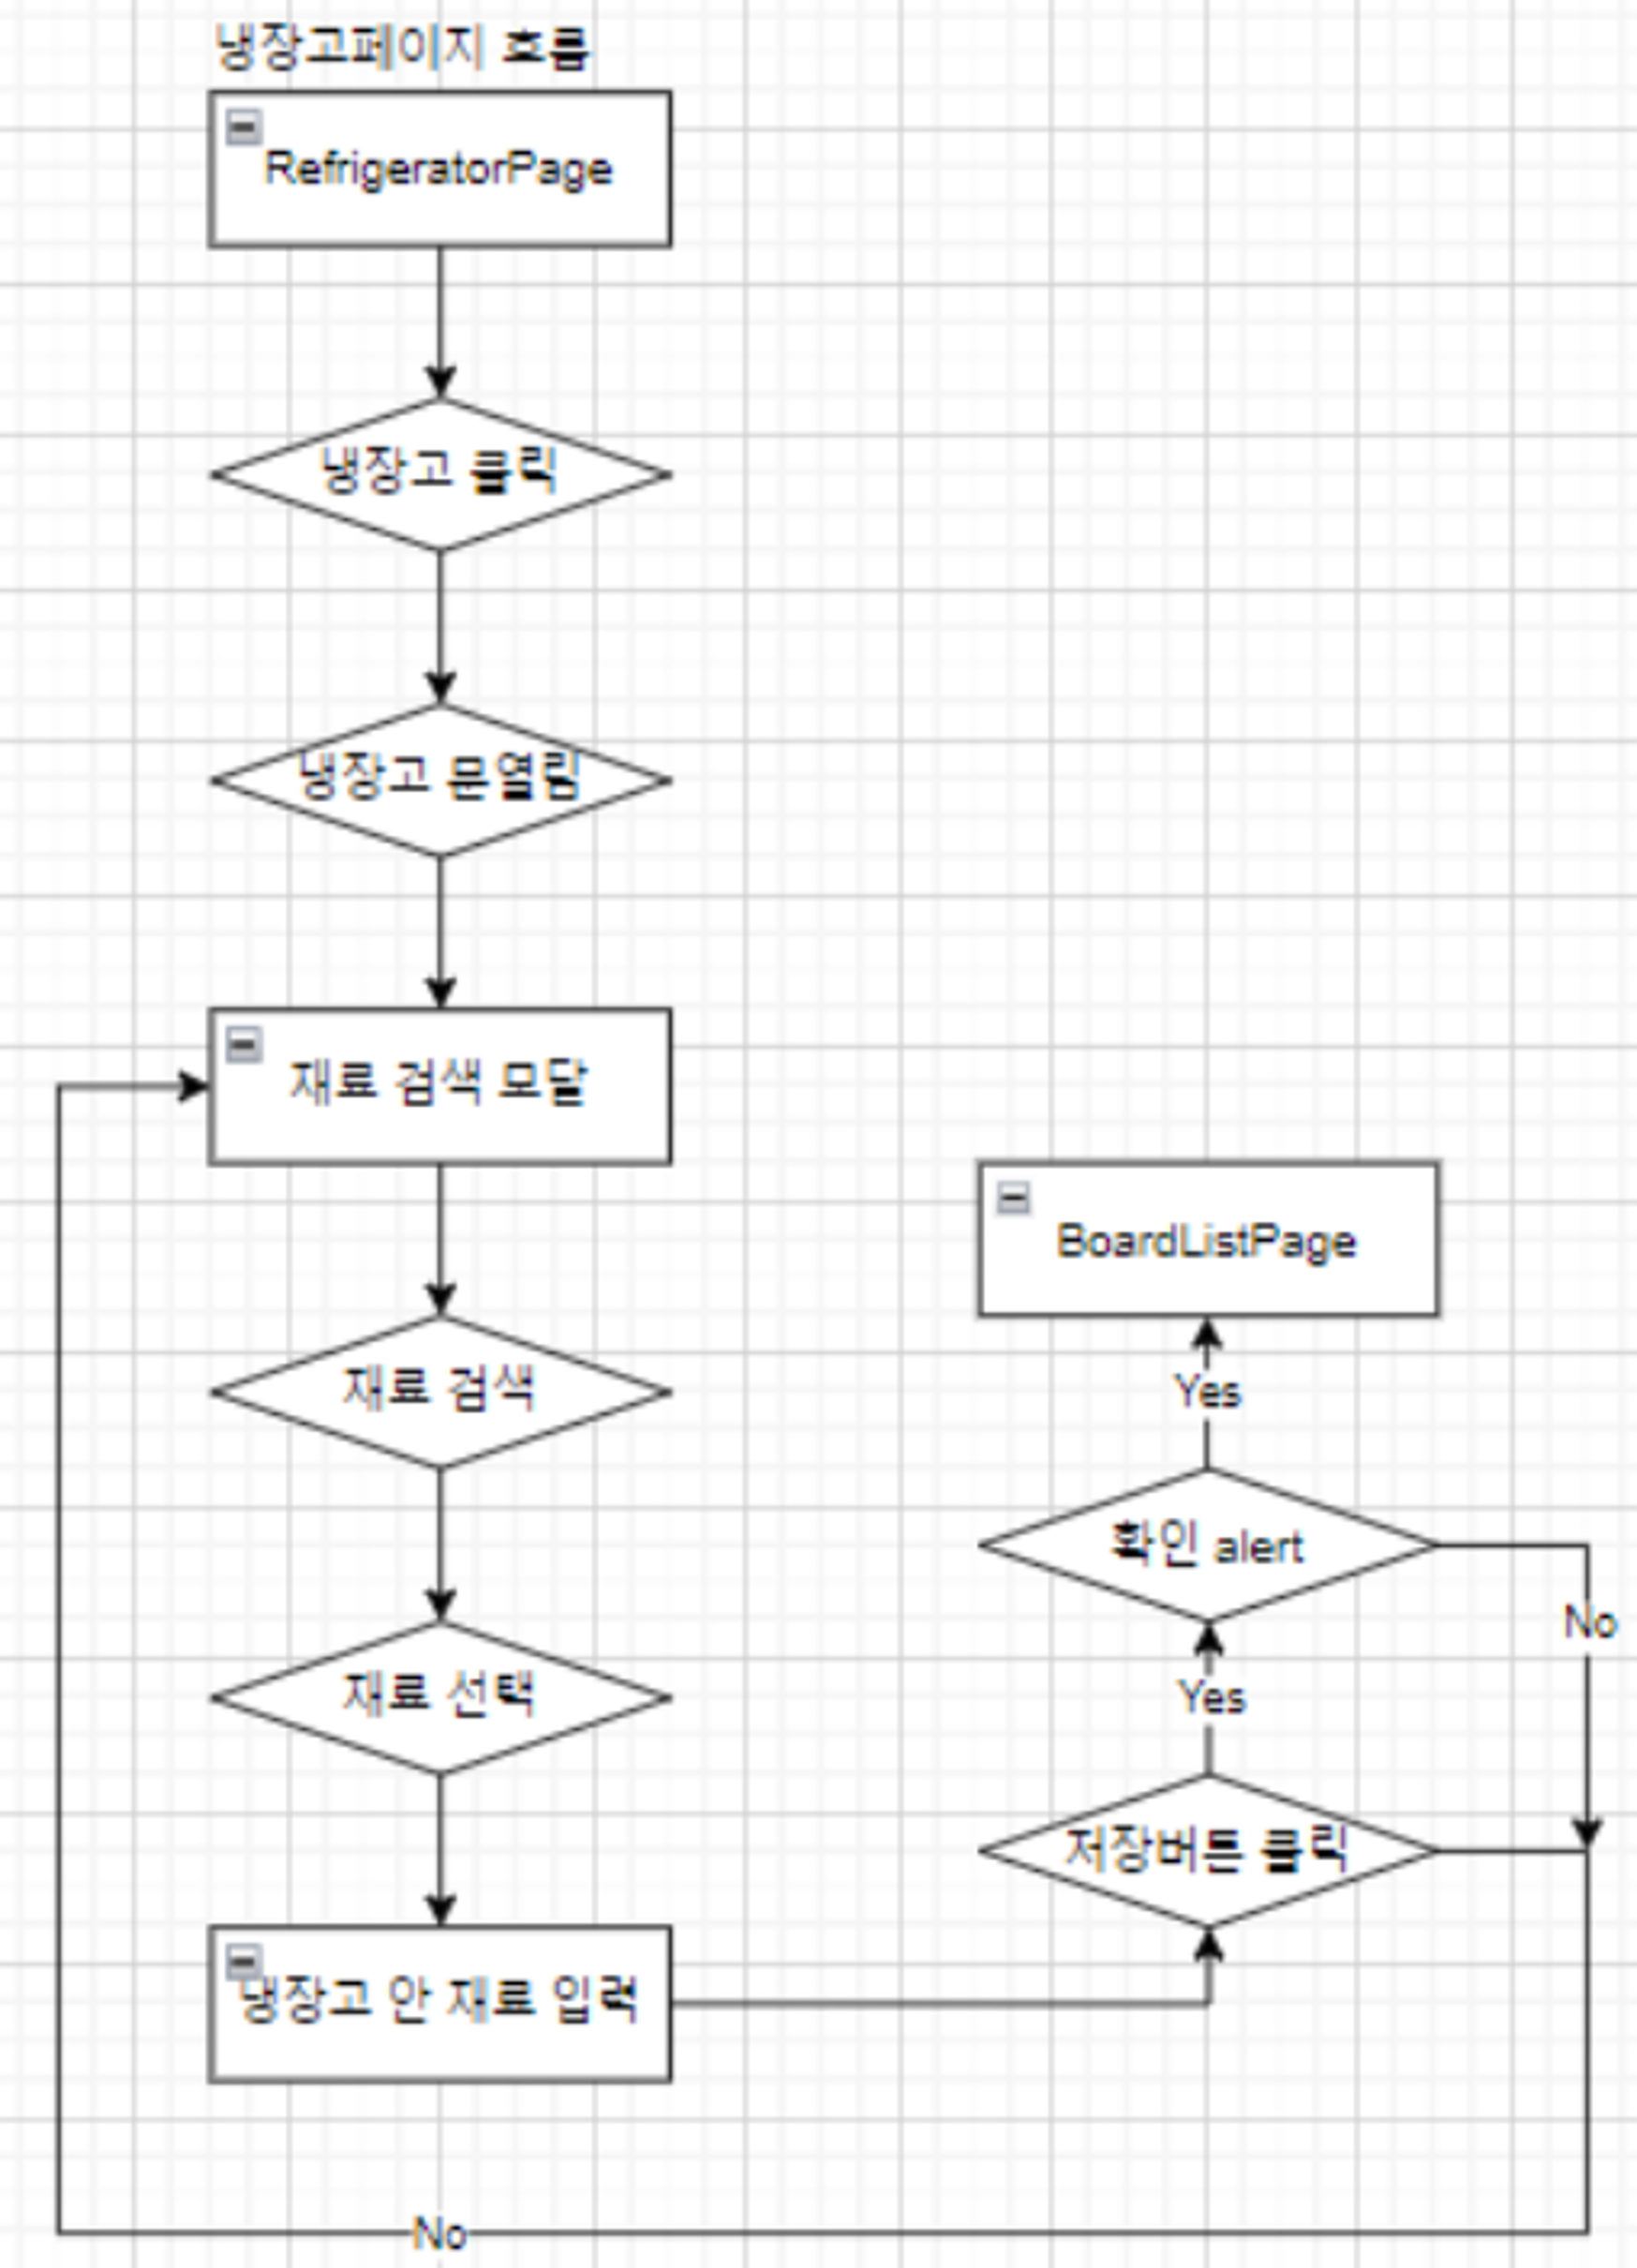 냉장고페이지 흐름
RefrigeratorPage
냉장고 클릭
냉장고 문열림
재료 검색 모달
재료 검색
재료 선택
냉장고 안 재료 입력
BoardListPage
Yes
확인 alert
No
Yes
저장버튼 클릭
No